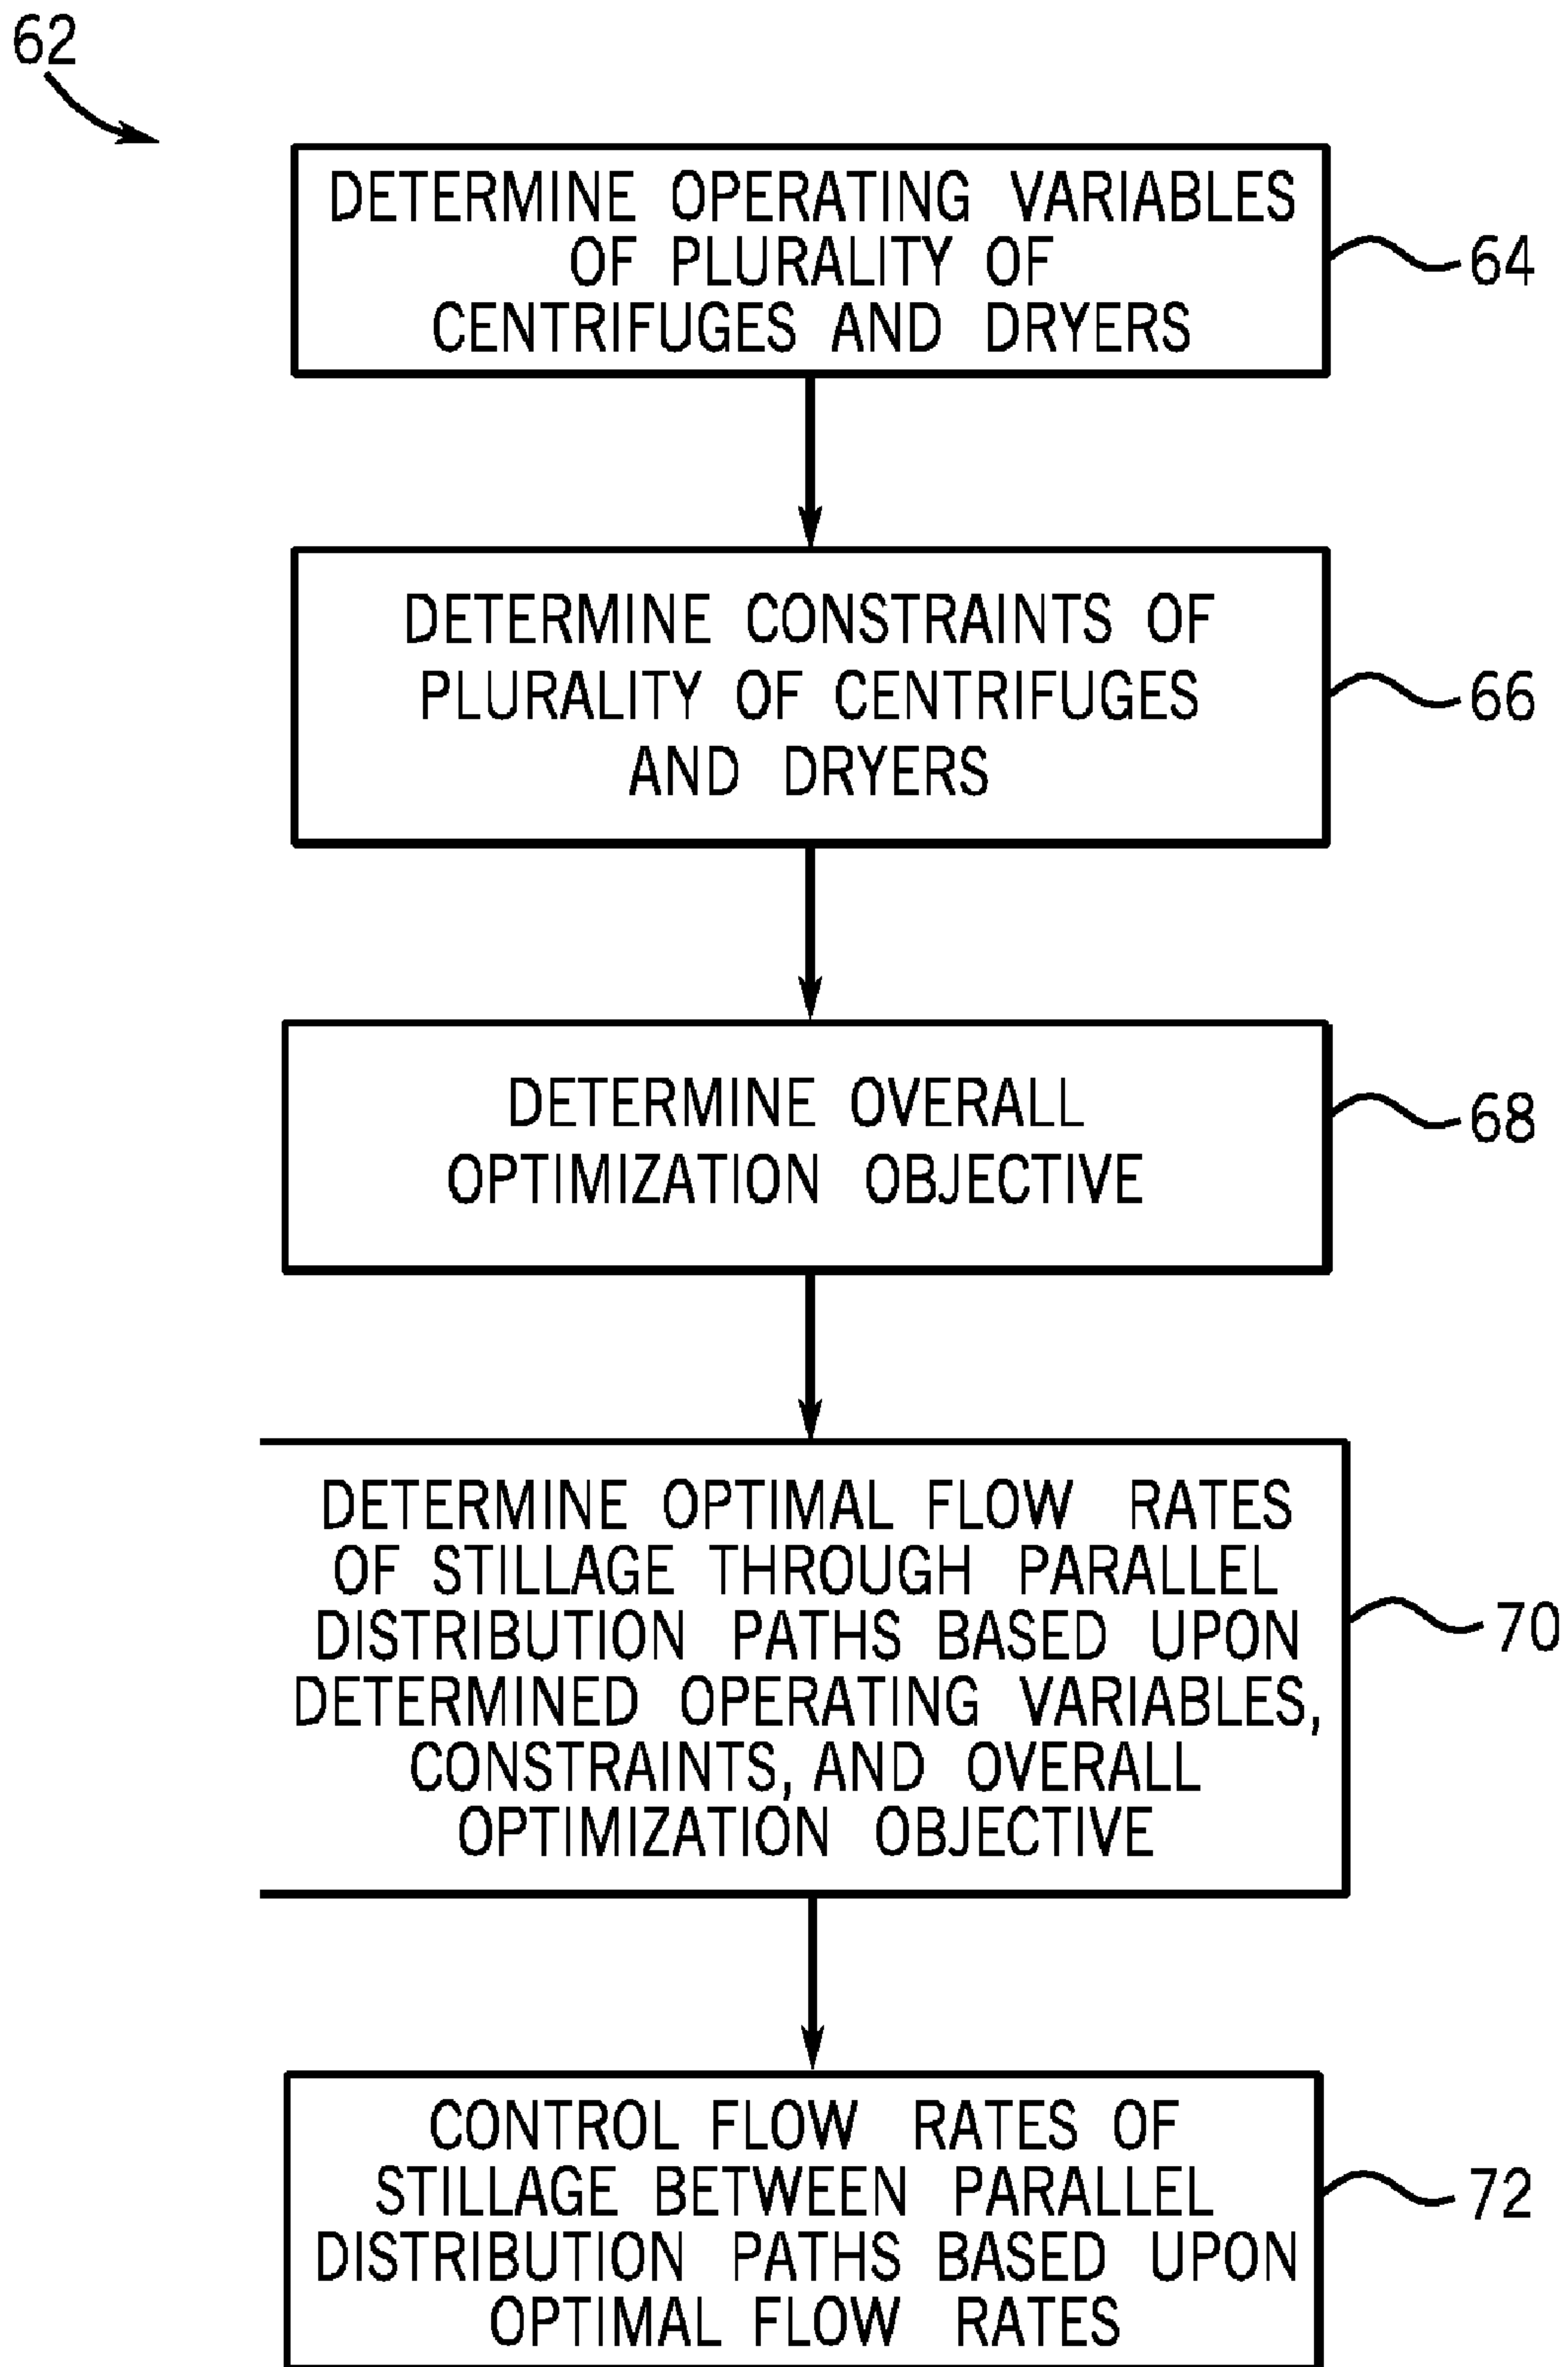 62
DETERMINE OPERATING VARIABLES
OF PLURALITY OF
CENTRIFUGES AND DRYERS
64
DETERMINE CONSTRAINTS OF
PLURALITY OF CENTRIFUGES
AND DRYERS
66
DETERMINE OVERALL
OPTIMIZATION OBJECTIVE
68
DETERMINE OPTIMAL FLOW RATES
OF STILLAGE THROUGH PARALLEL
DISTRIBUTION PATHS BASED UPON
DETERMINED OPERATING VARIABLES,
CONSTRAINTS, AND OVERALL
OPTIMIZATION OBJECTIVE
70
CONTROL FLOW RATES OF
STILLAGE BETWEEN PARALLEL
DISTRIBUTION PATHS BASED UPON
OPTIMAL FLOW RATES
72